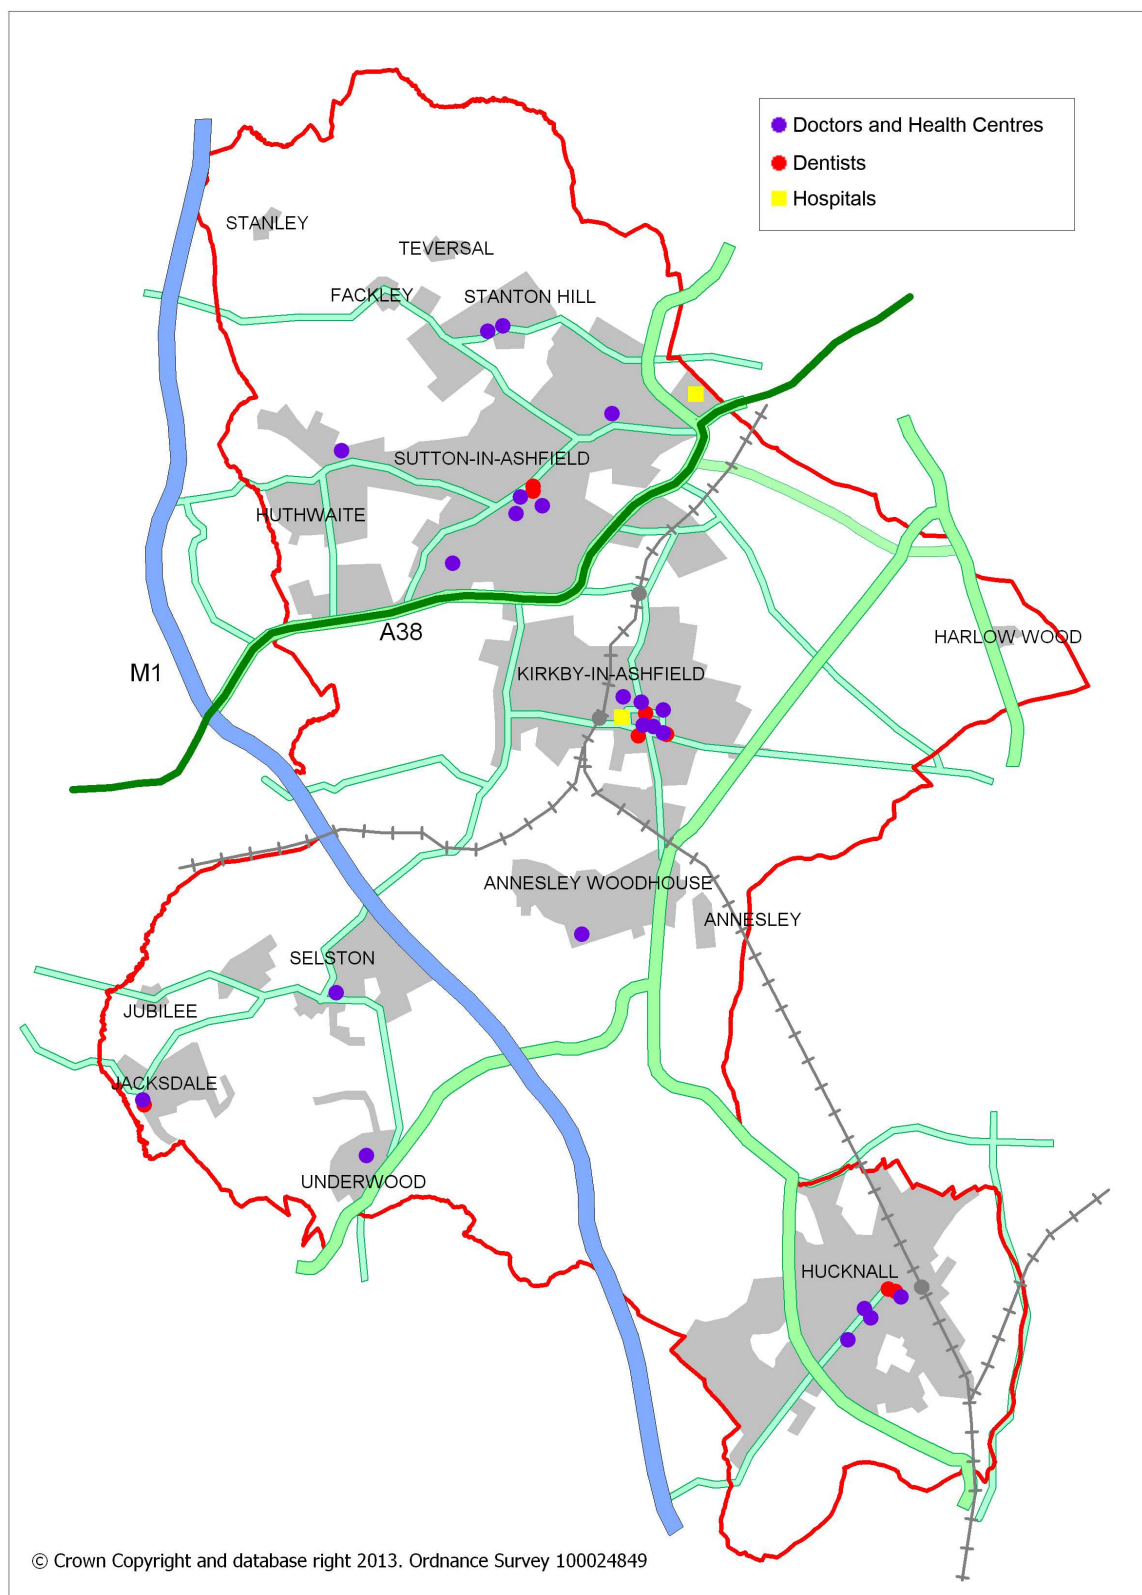 Doctors and Health Centres
Dentists
Hospitals
STANLEY
TEVERSAL
FACKLEY
STANTON HILL
SUTTON-IN-ASHFIELD
HUTHWAITE
A38
HARLOW WOOD
M1
KIRKBY-IN-ASHFIELD
ANNESLEY WOODHOUSE
ANNESLEY
SELSTON
JUBILEE
JACKSDALE
UNDERWOOD
HUCKNALL
© Crown Copyright and database right 2013. Ordnance Survey 100024849